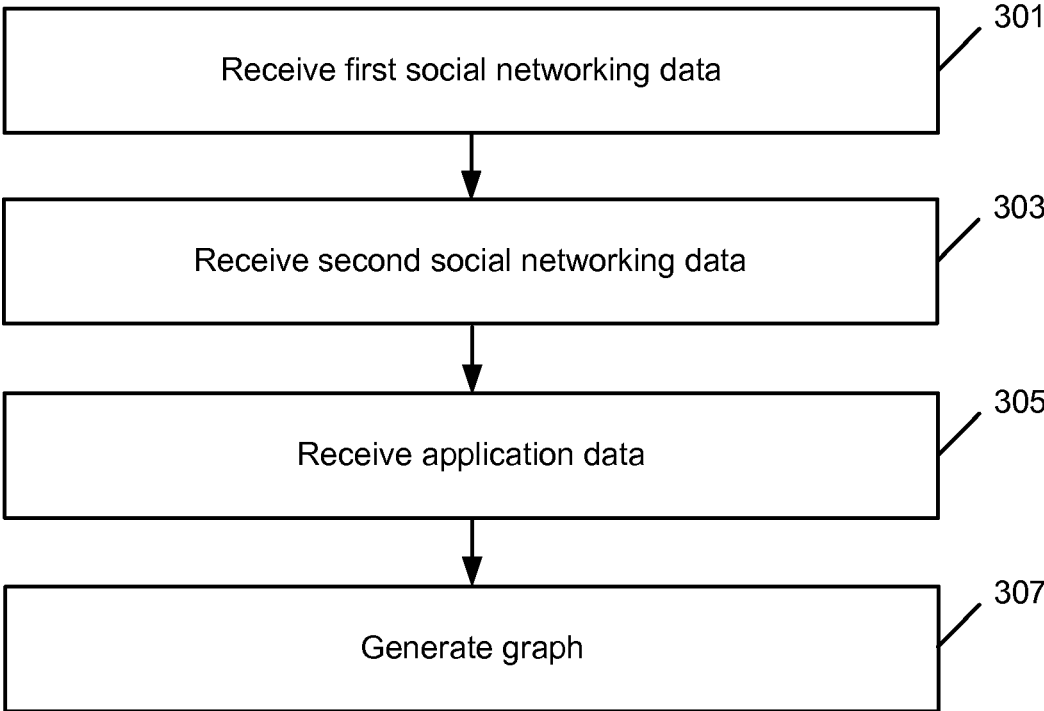 301
Receive first social networking data
303
Receive second social networking data
305
Receive application data
307
Generate graph